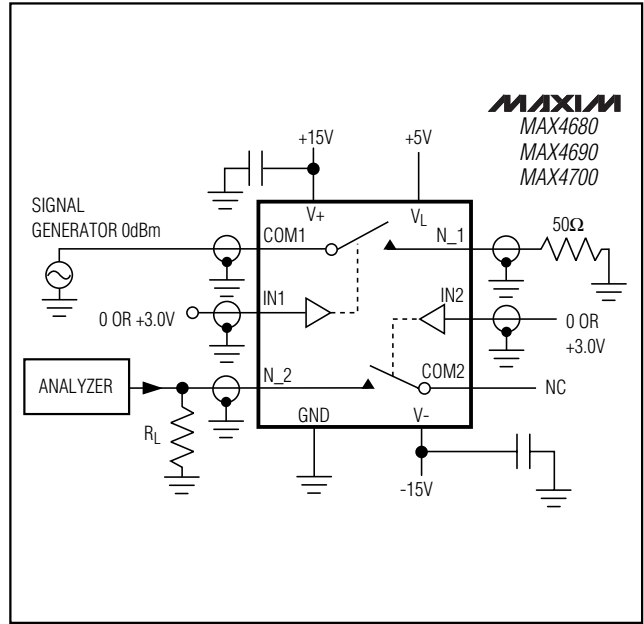 MAXIM
MAX4680
MAX4690
MAX4700
+15V
+5V
SIGNAL
GENERATOR 0dBm
V+
VL
COM1
N_1
50Ω
IN1
IN2
0 OR +3.0V
0 OR
+3.0V
ANALYZER
N_2
COM2
NC
RL
GND
V-
-15V